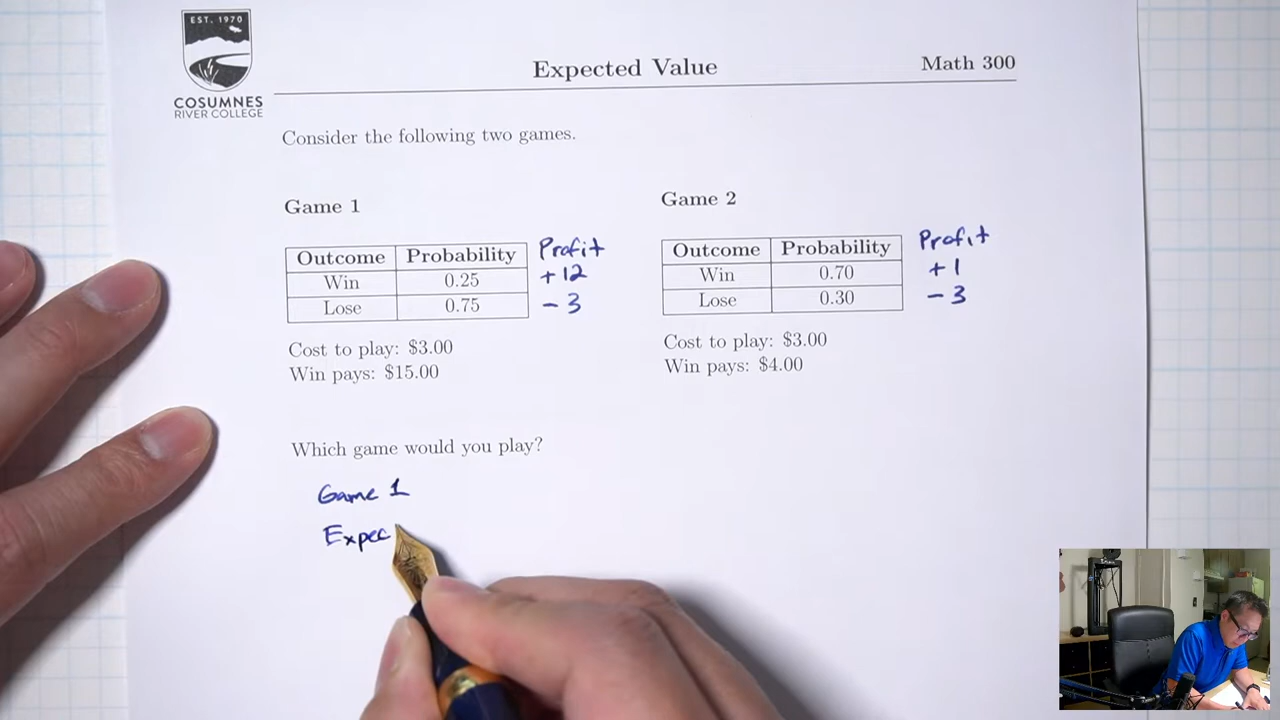 EST. 1970
COSUMNES
RIVER COLLEGE
Expected Value
Math 300
Consider the following two games.
Game 1
Outcome Probability Profit
Win 0.25 +12
Lose 0.75 -3
Cost to play: $3.00
Win pays: $15.00
Game 2
Outcome Probability Profit
Win 0.70 +1
Lose 0.30 -3
Cost to play: $3.00
Win pays: $4.00
Which game would you play?
Game 1
Expec